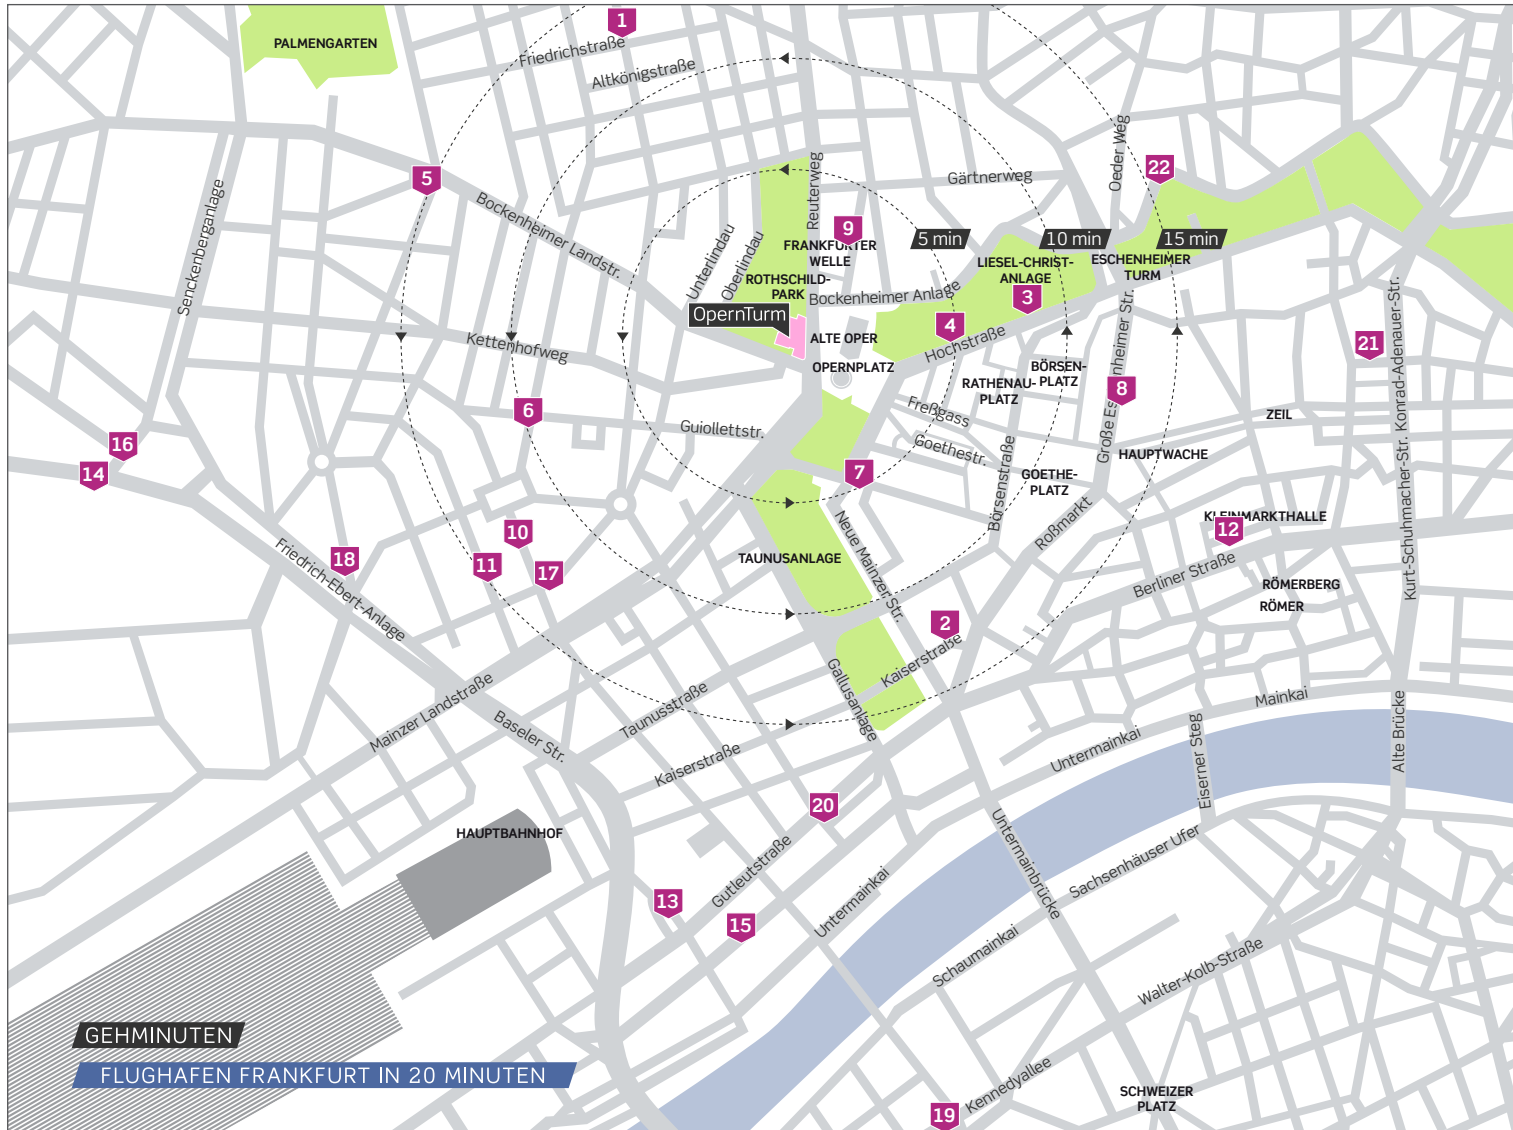 1
PALMENGARTEN
Friedrichstraße
Altkönigstraße
5
Bockenheimer Landstr.
Senckenberganlage
Reuterweg
Gärtnerweg
Oeder Weg
22
Unterlindau
Oberlindau
9
FRANKFURTER
WELLE
5 min
10 min
15 min
LIESEL-CHRIST-
ANLAGE
ESCHENHEIMER
TURM
ROTHSCHILD-
PARK
Bockenheimer Anlage
3
OpernTurm
4
ALTE OPER
Hochstraße
OPERNPLATZ
Kettenhofweg
BÖRSEN-
PLATZ
RATHENAU-
PLATZ
8
Große Eschenheimer Str.
21
Konrad-Adenauer-Str.
6
Guiollettstr.
Freßgass
Goethestr.
ZEIL
HAUPTWACHE
16
14
7
GOETHE-
PLATZ
Börsenstraße
Roßmarkt
KLEINMARKTHALLE
12
10
11
17
18
Friedrich-Ebert-Anlage
TAUNUSANLAGE
Neue Mainzer Str.
Berliner Straße
RÖMERBERG
RÖMER
Kurt-Schuhmacher-Str.
2
Kaiserstraße
Gallusanlage
Taunusstraße
Mainzer Landstraße
Baseler Str.
Kaiserstraße
Mainkai
Untermainkai
Eiserner Steg
Alte Brücke
20
HAUPTBAHNHOF
Gutleutstraße
Untermainkai
Untermainbrücke
Sachsenhäuser Ufer
13
15
Schaumainkai
Walter-Kolb-Straße
GEHMINUTEN
FLUGHAFEN FRANKFURT IN 20 MINUTEN
Kennedyallee
19
SCHWEIZER
PLATZ